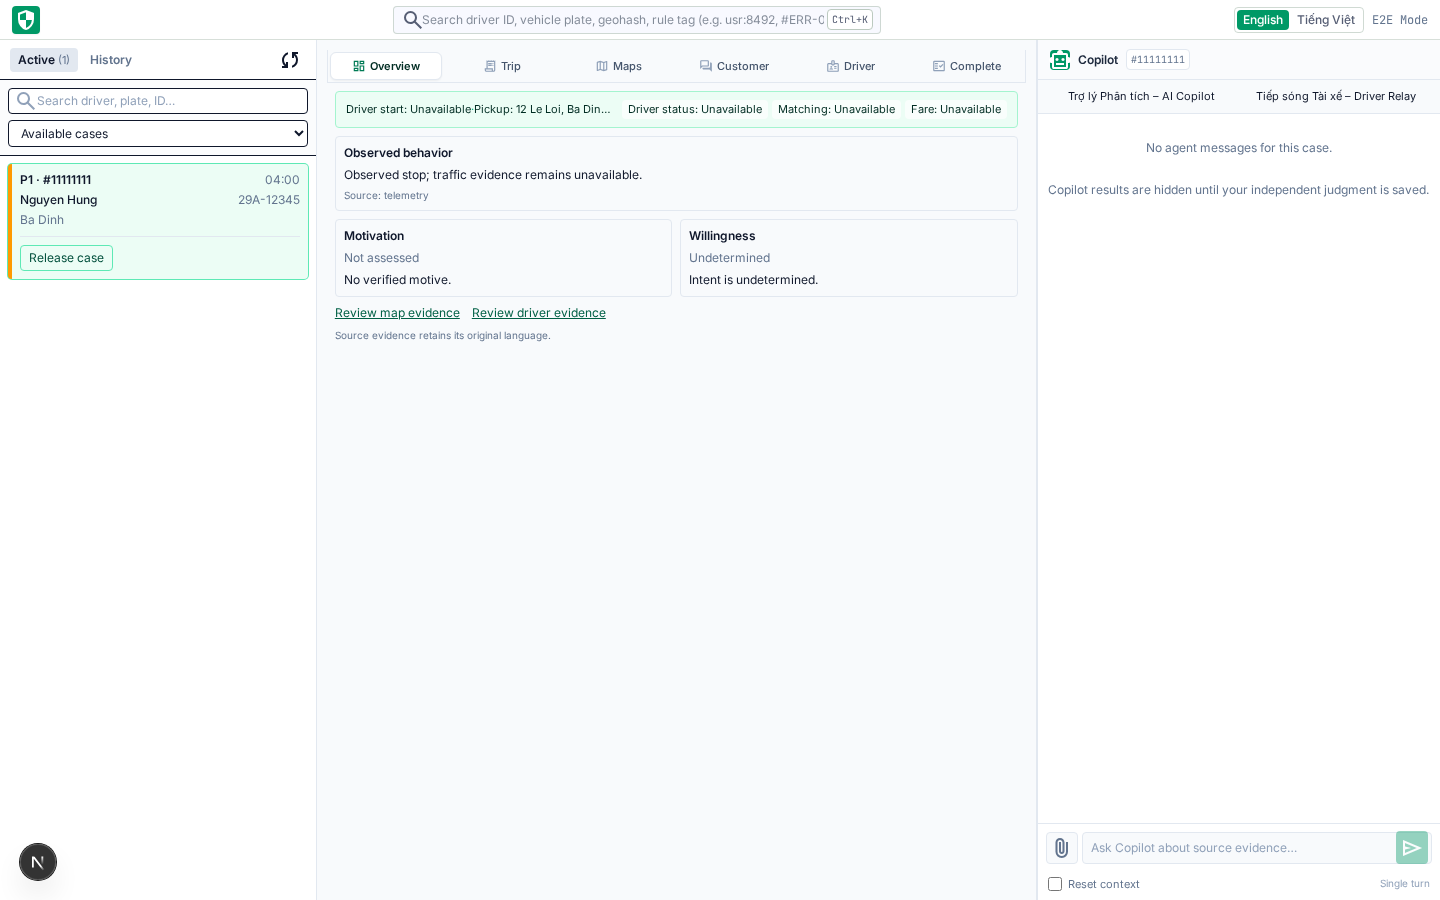 Search driver ID, vehicle plate, geohash, rule tag (e.g. usr:8492, #ERR-C
Ctrl+K
English
Tiếng Việt
E2E Mode
Active (1)
History
Search driver, plate, ID...
Available cases
P1 · #11111111
04:00
Nguyen Hung
29A-12345
Ba Dinh
Release case
Overview
Trip
Maps
Customer
Driver
Complete
Driver start: Unavailable·Pickup: 12 Le Loi, Ba Din...
Driver status: Unavailable
Matching: Unavailable
Fare: Unavailable
Observed behavior
Observed stop; traffic evidence remains unavailable.
Source: telemetry
Motivation
Not assessed
No verified motive.
Willingness
Undetermined
Intent is undetermined.
Review map evidence
Review driver evidence
Source evidence retains its original language.
Copilot
#11111111
Trợ lý Phân tích – AI Copilot
Tiếp sóng Tài xế – Driver Relay
No agent messages for this case.
Copilot results are hidden until your independent judgment is saved.
Ask Copilot about source evidence...
Reset context
Single turn
N